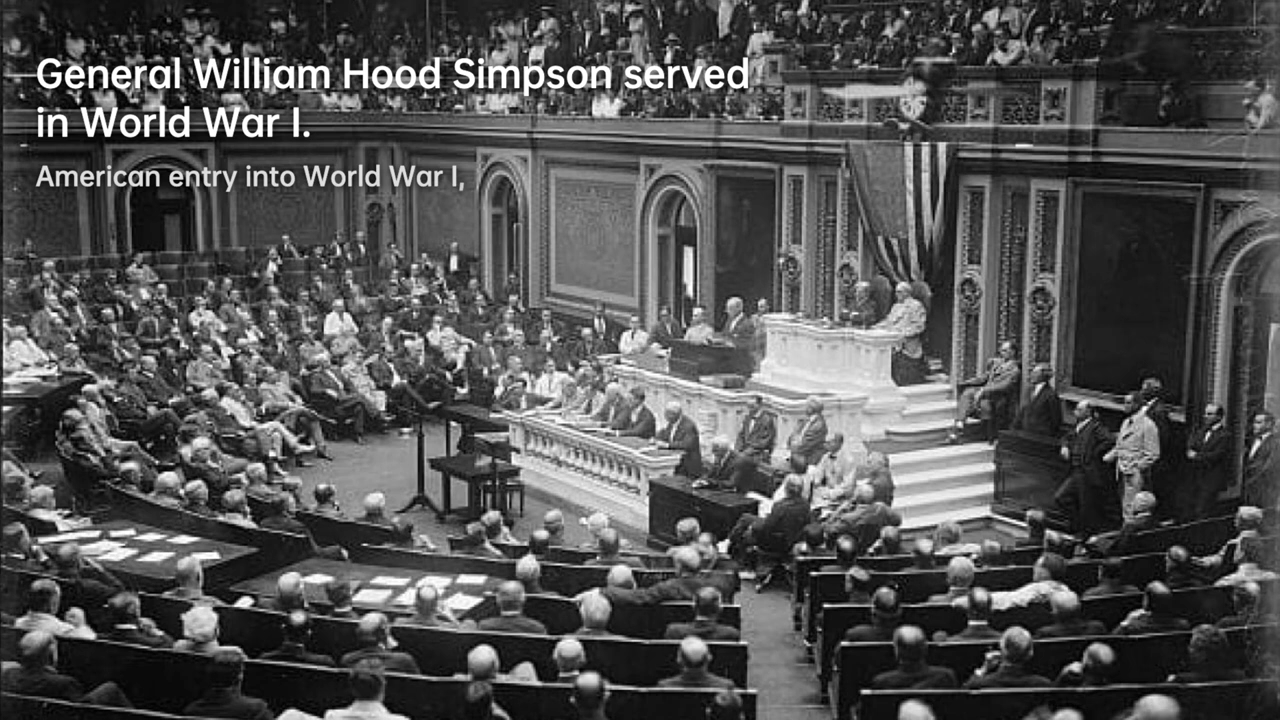 General William Hood Simpson served
in World War I.
American entry into World War I,